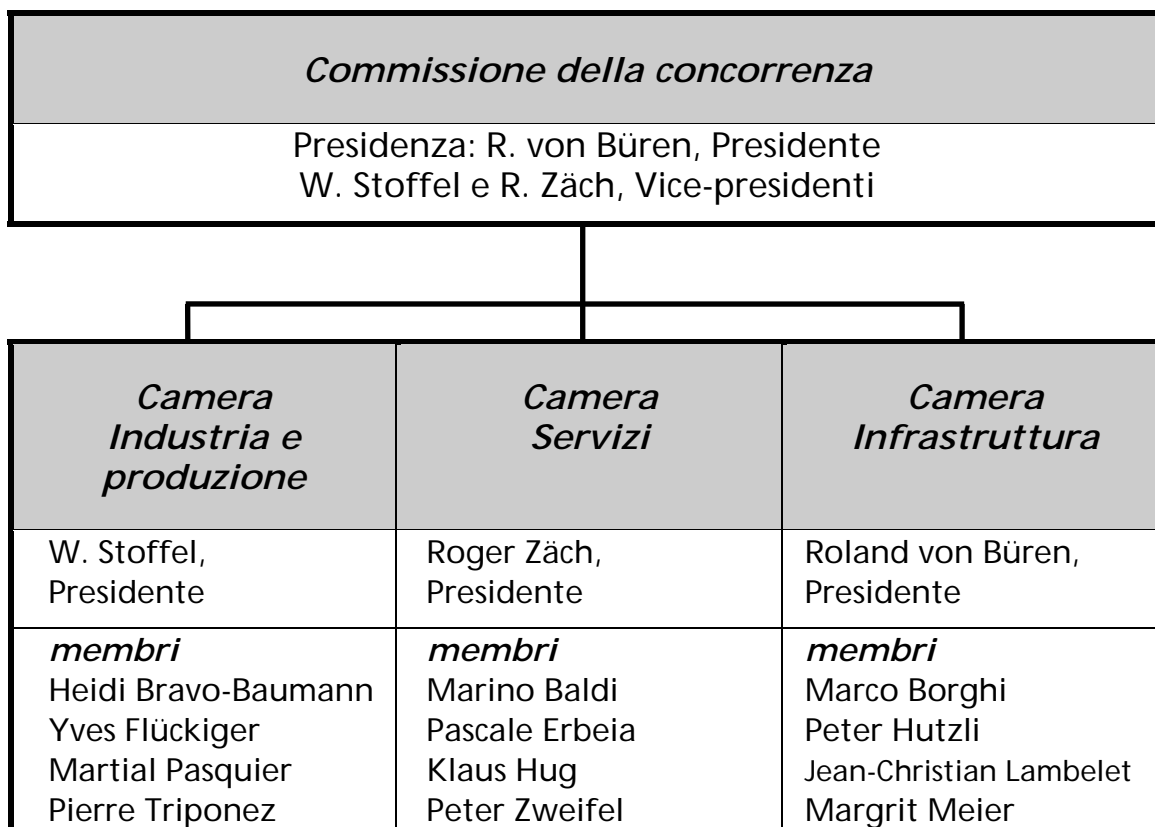 Commissione della concorrenza
Presidenza: R. von Büren, Presidente
W. Stoffel e R. Zäch, Vice-presidenti
Camera
Industria e
produzione
Camera
Servizi
Camera
Infrastruttura
W. Stoffel,
Presidente
Roger Zäch,
Presidente
Roland von Büren,
Presidente
membri
Heidi Bravo-Baumann
Yves Flückiger
Martial Pasquier
Pierre Triponez
membri
Marino Baldi
Pascale Erbeia
Klaus Hug
Peter Zweifel
membri
Marco Borghi
Peter Hutzli
Jean-Christian Lambelet
Margrit Meier